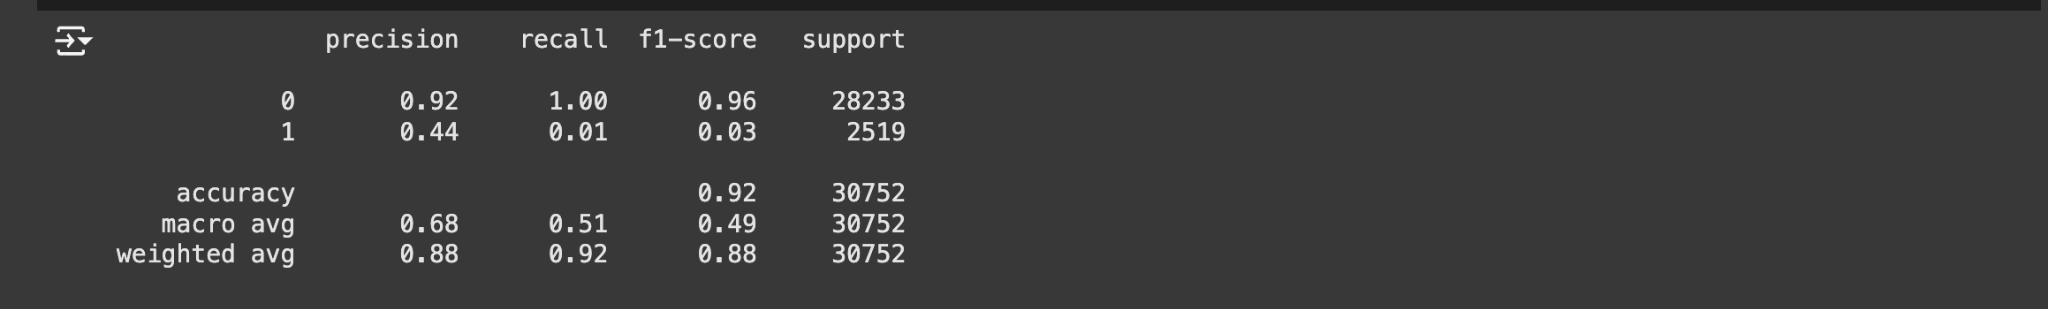 precision recall f1-score support
0 0.92 1.00 0.96 28233
1 0.44 0.01 0.03 2519
accuracy 0.92 30752
macro avg 0.68 0.51 0.49 30752
weighted avg 0.88 0.92 0.88 30752